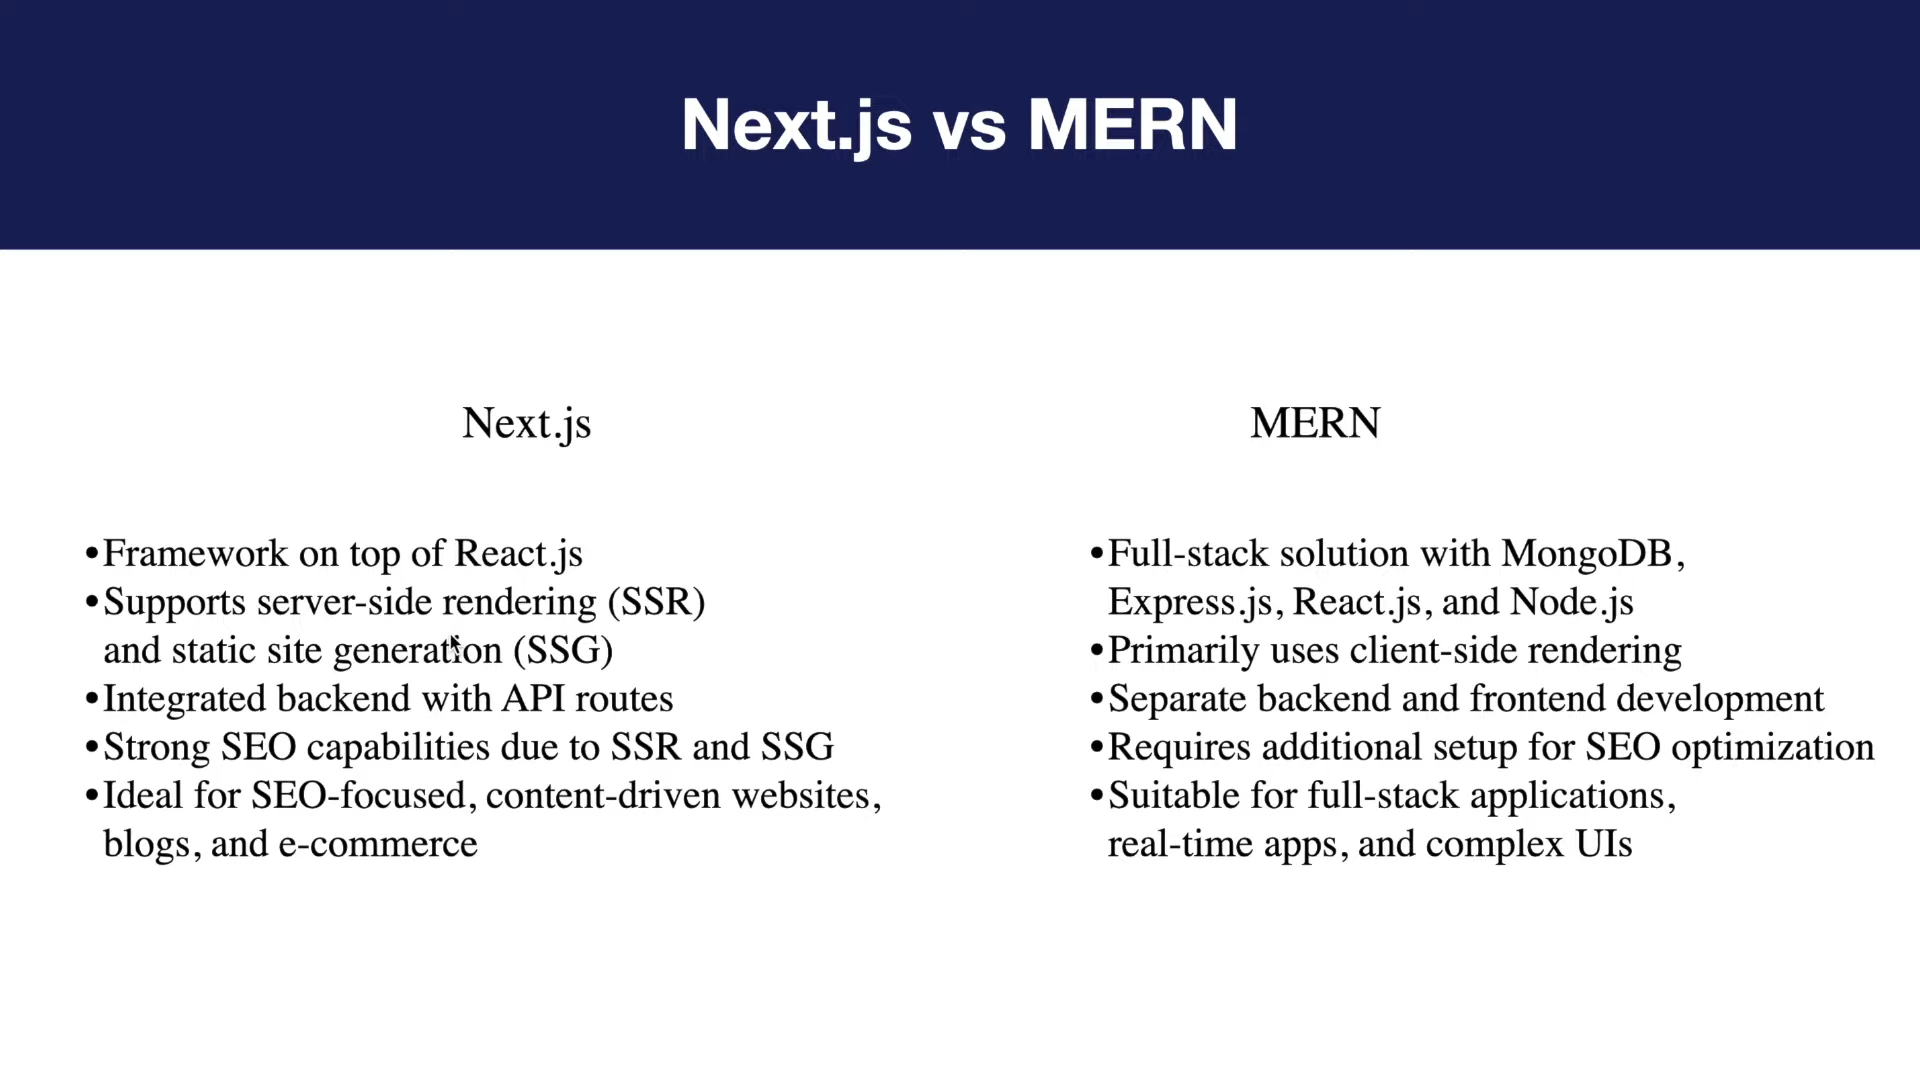 Next.js vs MERN
Next.js
•Framework on top of React.js
•Supports server-side rendering (SSR)
and static site generation (SSG)
•Integrated backend with API routes
•Strong SEO capabilities due to SSR and SSG
•Ideal for SEO-focused, content-driven websites,
blogs, and e-commerce
MERN
•Full-stack solution with MongoDB,
Express.js, React.js, and Node.js
•Primarily uses client-side rendering
•Separate backend and frontend development
•Requires additional setup for SEO optimization
•Suitable for full-stack applications,
real-time apps, and complex UIs